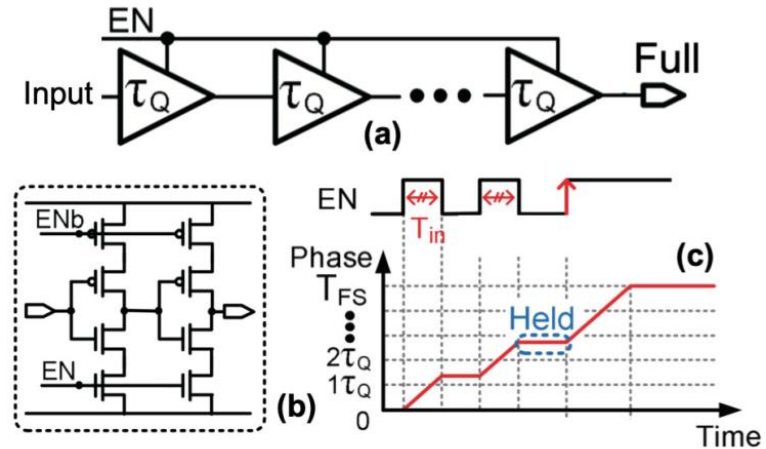 EN
Input
τQ
τQ
τQ
Full
(a)
ENb
EN
(b)
EN
Tin
(c)
Phase
TFS
Held
2τQ
1τQ
0
Time